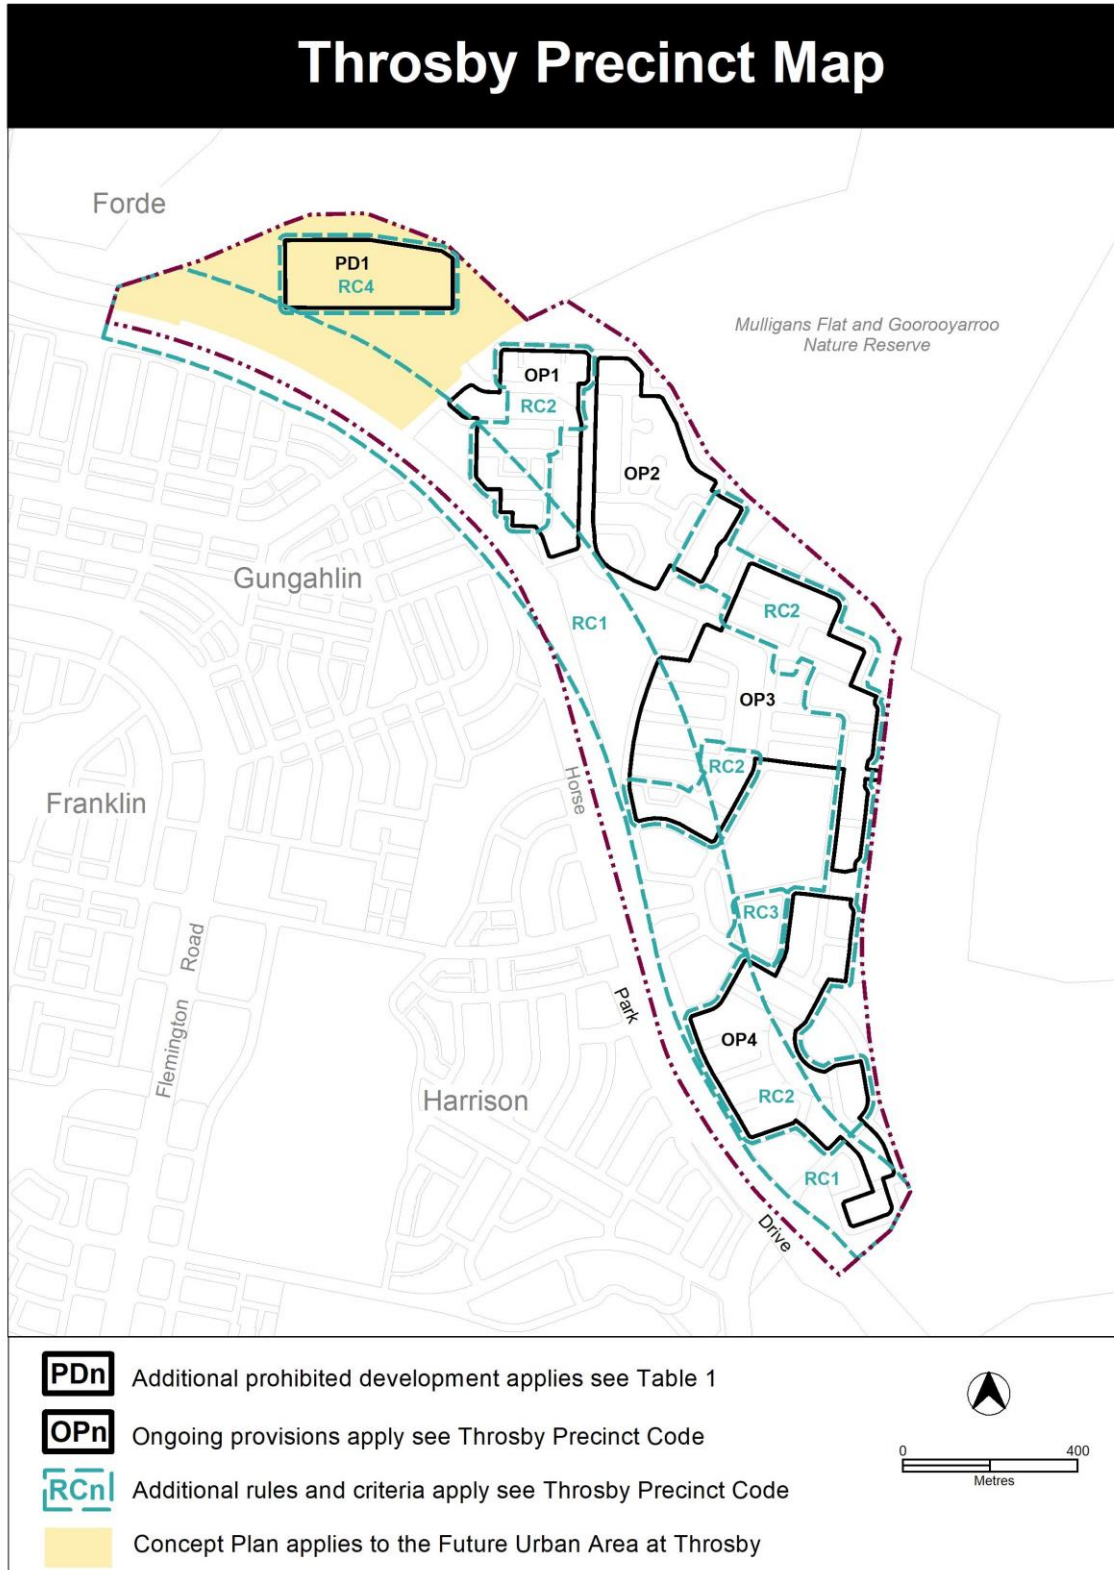 Throsby Precinct Map
Forde
PD1
RC4
Mulligans Flat and Goorooyarroo
Nature Reserve
OP1
RC2
OP2
Gungahlin
RC1
RC2
OP3
RC2
Horse
Franklin
RC3
Flemington Road
Park
OP4
RC2
Harrison
RC1
Drive
PDn Additional prohibited development applies see Table 1
OPn Ongoing provisions apply see Throsby Precinct Code
RCn Additional rules and criteria apply see Throsby Precinct Code
Concept Plan applies to the Future Urban Area at Throsby
0 400
Metres